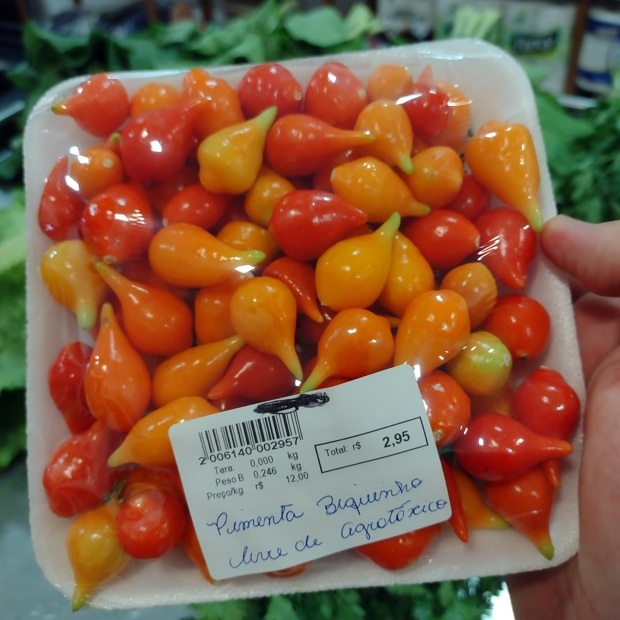 2 006140 002957
Tara: 0,000 kg
Peso B 0,246 kg
Preço/kg r$ 12,00
Total: r$ 2,95
Pimenta Biquinho
livre de agrotóxico